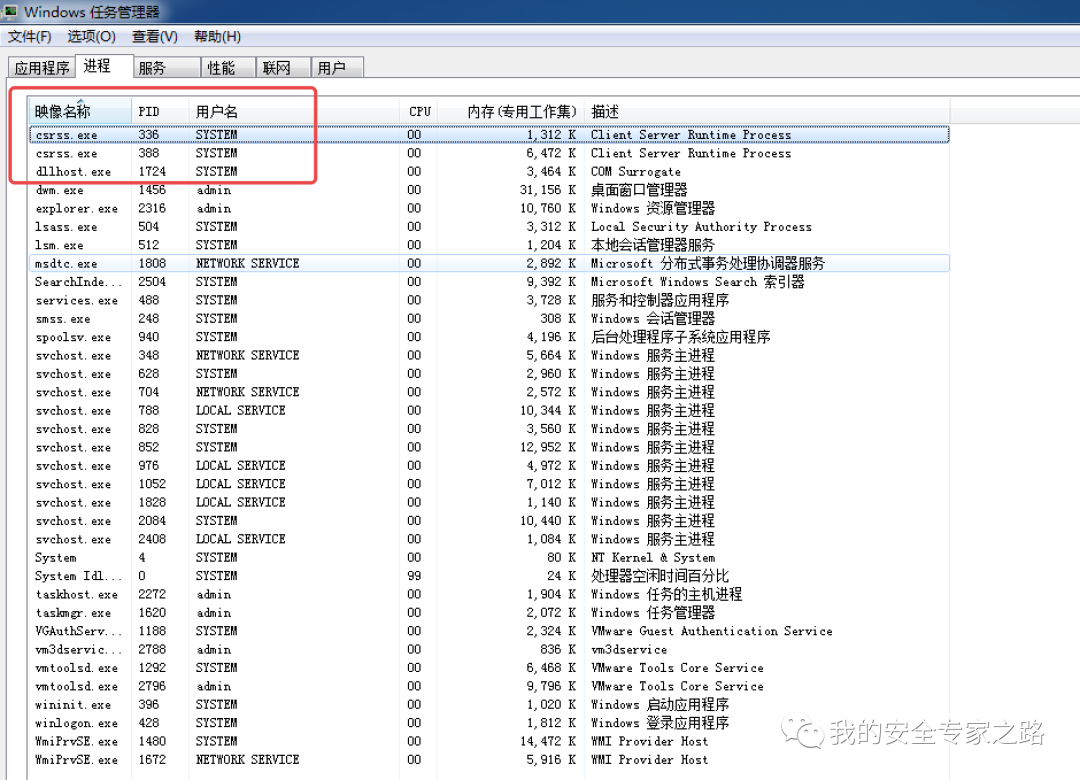 Windows 任务管理器
文件(F) 选项(O) 查看(V) 帮助(H)
应用程序 进程 服务 性能 联网 用户
映像名称 PID 用户名 CPU 内存(专用工作集) 描述
csrss.exe 336 SYSTEM 00 1,312 K Client Server Runtime Process
csrss.exe 388 SYSTEM 00 6,472 K Client Server Runtime Process
dllhost.exe 1724 SYSTEM 00 3,464 K COM Surrogate
dwm.exe 1456 admin 00 31,156 K 桌面窗口管理器
explorer.exe 2316 admin 00 10,760 K Windows 资源管理器
lsass.exe 504 SYSTEM 00 3,312 K Local Security Authority Process
lsm.exe 512 SYSTEM 00 1,204 K 本地会话管理器服务
msdtc.exe 1808 NETWORK SERVICE 00 2,892 K Microsoft 分布式事务处理协调器服务
SearchInde... 2504 SYSTEM 00 9,392 K Microsoft Windows Search 索引器
services.exe 488 SYSTEM 00 3,728 K 服务和控制器应用程序
smss.exe 248 SYSTEM 00 308 K Windows 会话管理器
spoolsv.exe 940 SYSTEM 00 4,196 K 后台处理程序子系统应用程序
svchost.exe 348 NETWORK SERVICE 00 5,664 K Windows 服务主进程
svchost.exe 628 SYSTEM 00 2,960 K Windows 服务主进程
svchost.exe 704 NETWORK SERVICE 00 2,572 K Windows 服务主进程
svchost.exe 788 LOCAL SERVICE 00 10,344 K Windows 服务主进程
svchost.exe 828 SYSTEM 00 3,560 K Windows 服务主进程
svchost.exe 852 SYSTEM 00 12,952 K Windows 服务主进程
svchost.exe 976 LOCAL SERVICE 00 4,972 K Windows 服务主进程
svchost.exe 1052 LOCAL SERVICE 00 7,012 K Windows 服务主进程
svchost.exe 1828 LOCAL SERVICE 00 1,140 K Windows 服务主进程
svchost.exe 2084 SYSTEM 00 10,440 K Windows 服务主进程
svchost.exe 2408 LOCAL SERVICE 00 1,084 K Windows 服务主进程
System 4 SYSTEM 00 80 K NT Kernel & System
System Idl... 0 SYSTEM 99 24 K 处理器空闲时间百分比
taskhost.exe 2272 admin 00 1,904 K Windows 任务的主机进程
taskmgr.exe 1620 admin 00 2,072 K Windows 任务管理器
VGAuthServ... 1188 SYSTEM 00 2,324 K VMware Guest Authentication Service
vm3dservic... 2788 admin 00 836 K vm3dservice
vmtoolsd.exe 1292 SYSTEM 00 6,468 K VMware Tools Core Service
vmtoolsd.exe 2796 admin 00 9,796 K VMware Tools Core Service
wininit.exe 396 SYSTEM 00 1,020 K Windows 启动应用程序
winlogon.exe 428 SYSTEM 00 1,812 K Windows 登录应用程序
WmiPrvSE.exe 1480 SYSTEM 00 14,472 K WMI Provider Host
WmiPrvSE.exe 1672 NETWORK SERVICE 00 5,916 K WMI Provider Host
我的安全专家之路